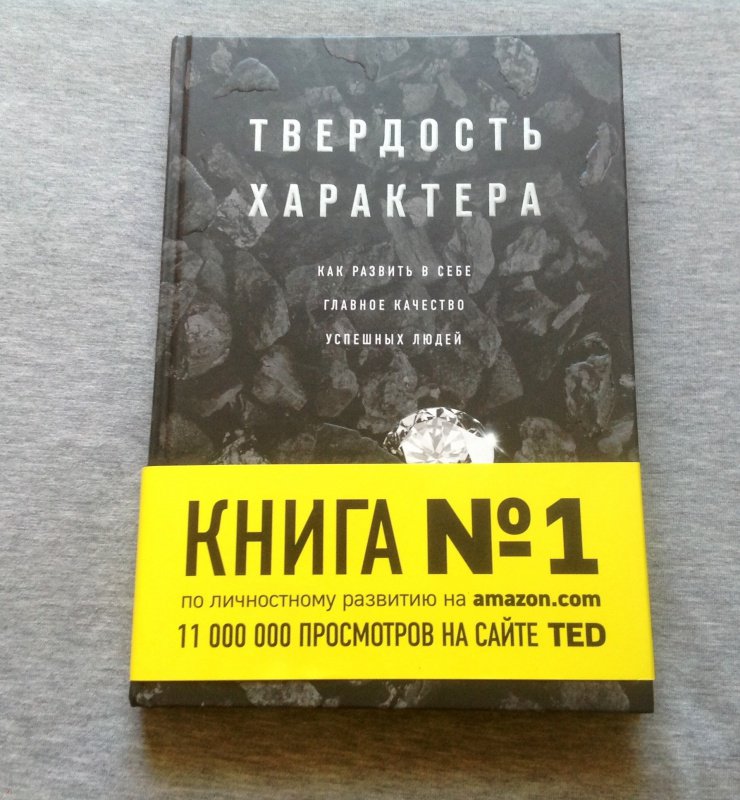 ТВЕРДОСТЬ
ХАРАКТЕРА
КАК РАЗВИТЬ В СЕБЕ
ГЛАВНОЕ КАЧЕСТВО
УСПЕШНЫХ ЛЮДЕЙ
КНИГА №1
по личностному развитию на amazon.com
11 000 000 ПРОСМОТРОВ НА САЙТЕ TED